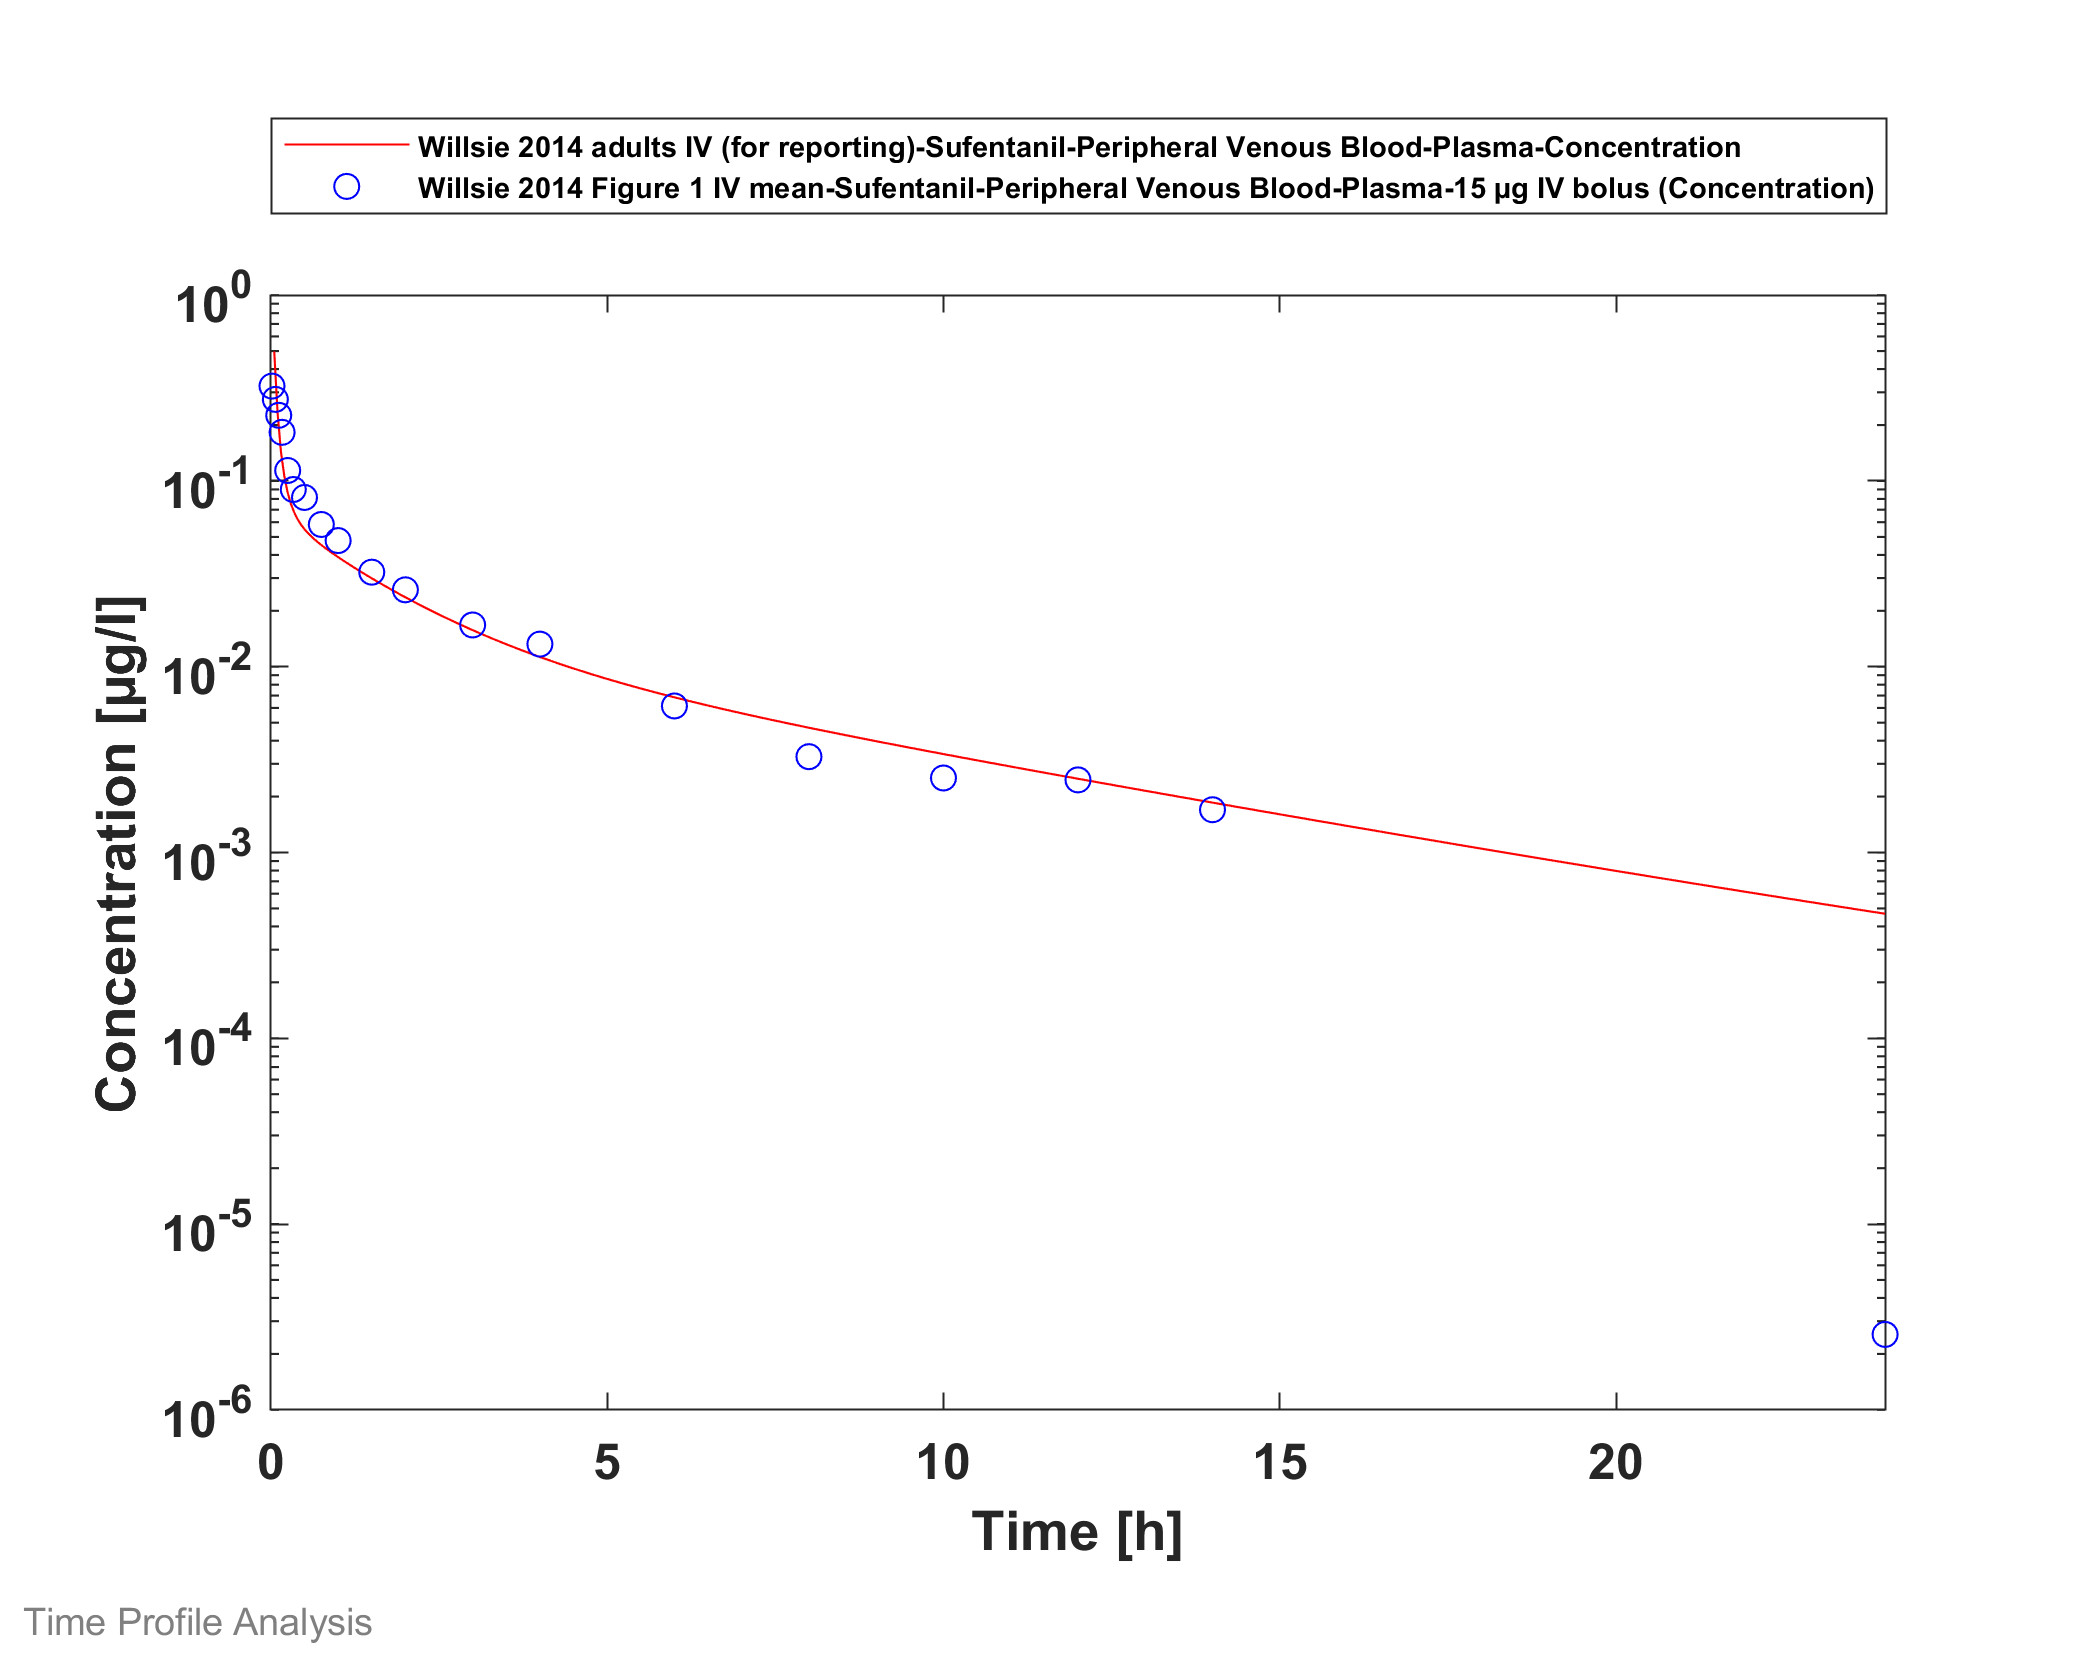 Willsie 2014 adults IV (for reporting)-Sufentanil-Peripheral Venous Blood-Plasma-Concentration
Willsie 2014 Figure 1 IV mean-Sufentanil-Peripheral Venous Blood-Plasma-15 µg IV bolus (Concentration)
10^0
10^-1
10^-2
10^-3
10^-4
10^-5
10^-6
Concentration [µg/l]
0 5 10 15 20
Time [h]
Time Profile Analysis